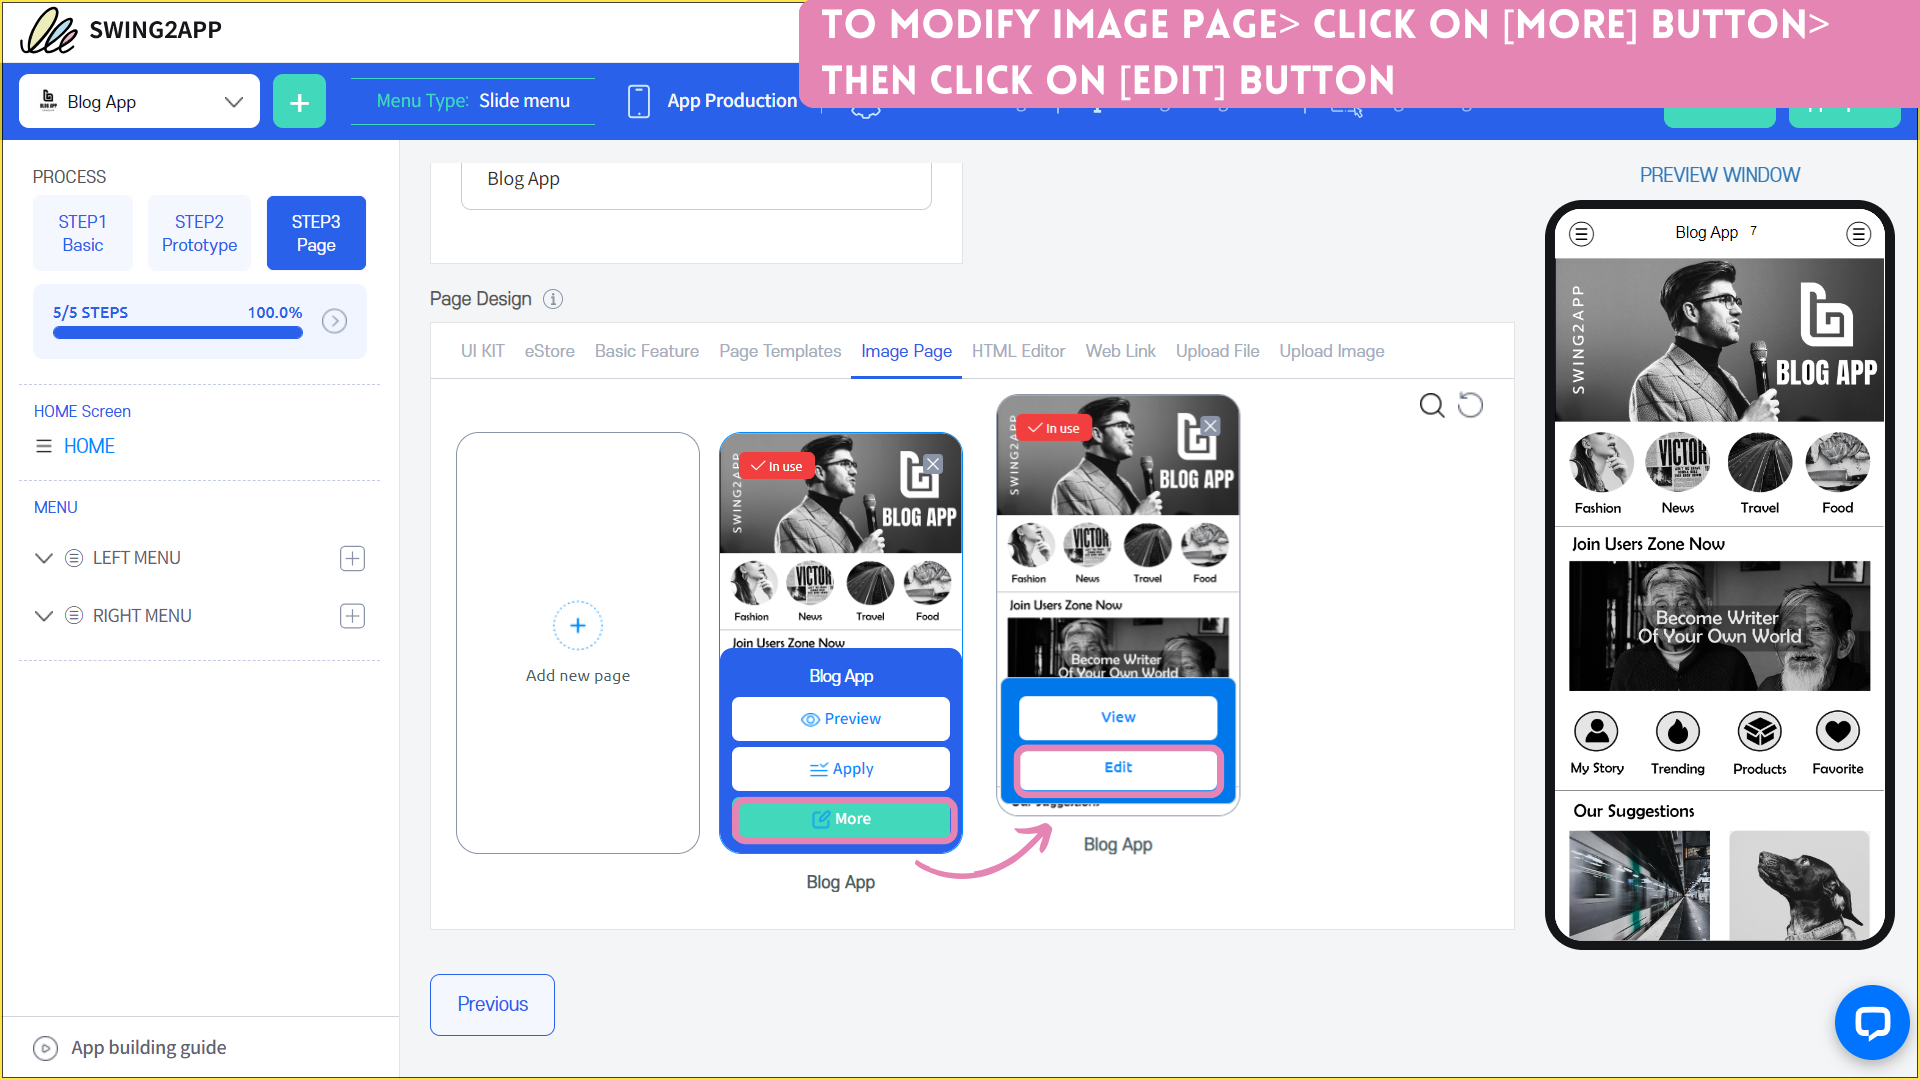 SWING2APP
TO MODIFY IMAGE PAGE> CLICK ON [MORE] BUTTON>
THEN CLICK ON [EDIT] BUTTON
Blog App
Menu Type: Slide menu
App Production
PROCESS
STEP1
Basic
STEP2
Prototype
STEP3
Page
5/5 STEPS 100.0%
HOME Screen
HOME
MENU
LEFT MENU
RIGHT MENU
App building guide
Blog App
Page Design
UI KIT eStore Basic Feature Page Templates Image Page HTML Editor Web Link Upload File Upload Image
Add new page
In use
SWING2APP
BLOG APP
VICTOR
Fashion News Travel Food
Join Users Zone Now
Blog App
Preview
Apply
More
Blog App
In use
SWING2APP
BLOG APP
VICTOR
Fashion News Travel Food
Join Users Zone Now
Become Writer
Of Your Own World
View
Edit
Our Suggestions
Blog App
Previous
PREVIEW WINDOW
Blog App 7
SWING2APP
BLOG APP
VICTOR
Fashion News Travel Food
Join Users Zone Now
Become Writer
Of Your Own World
My Story Trending Products Favorite
Our Suggestions